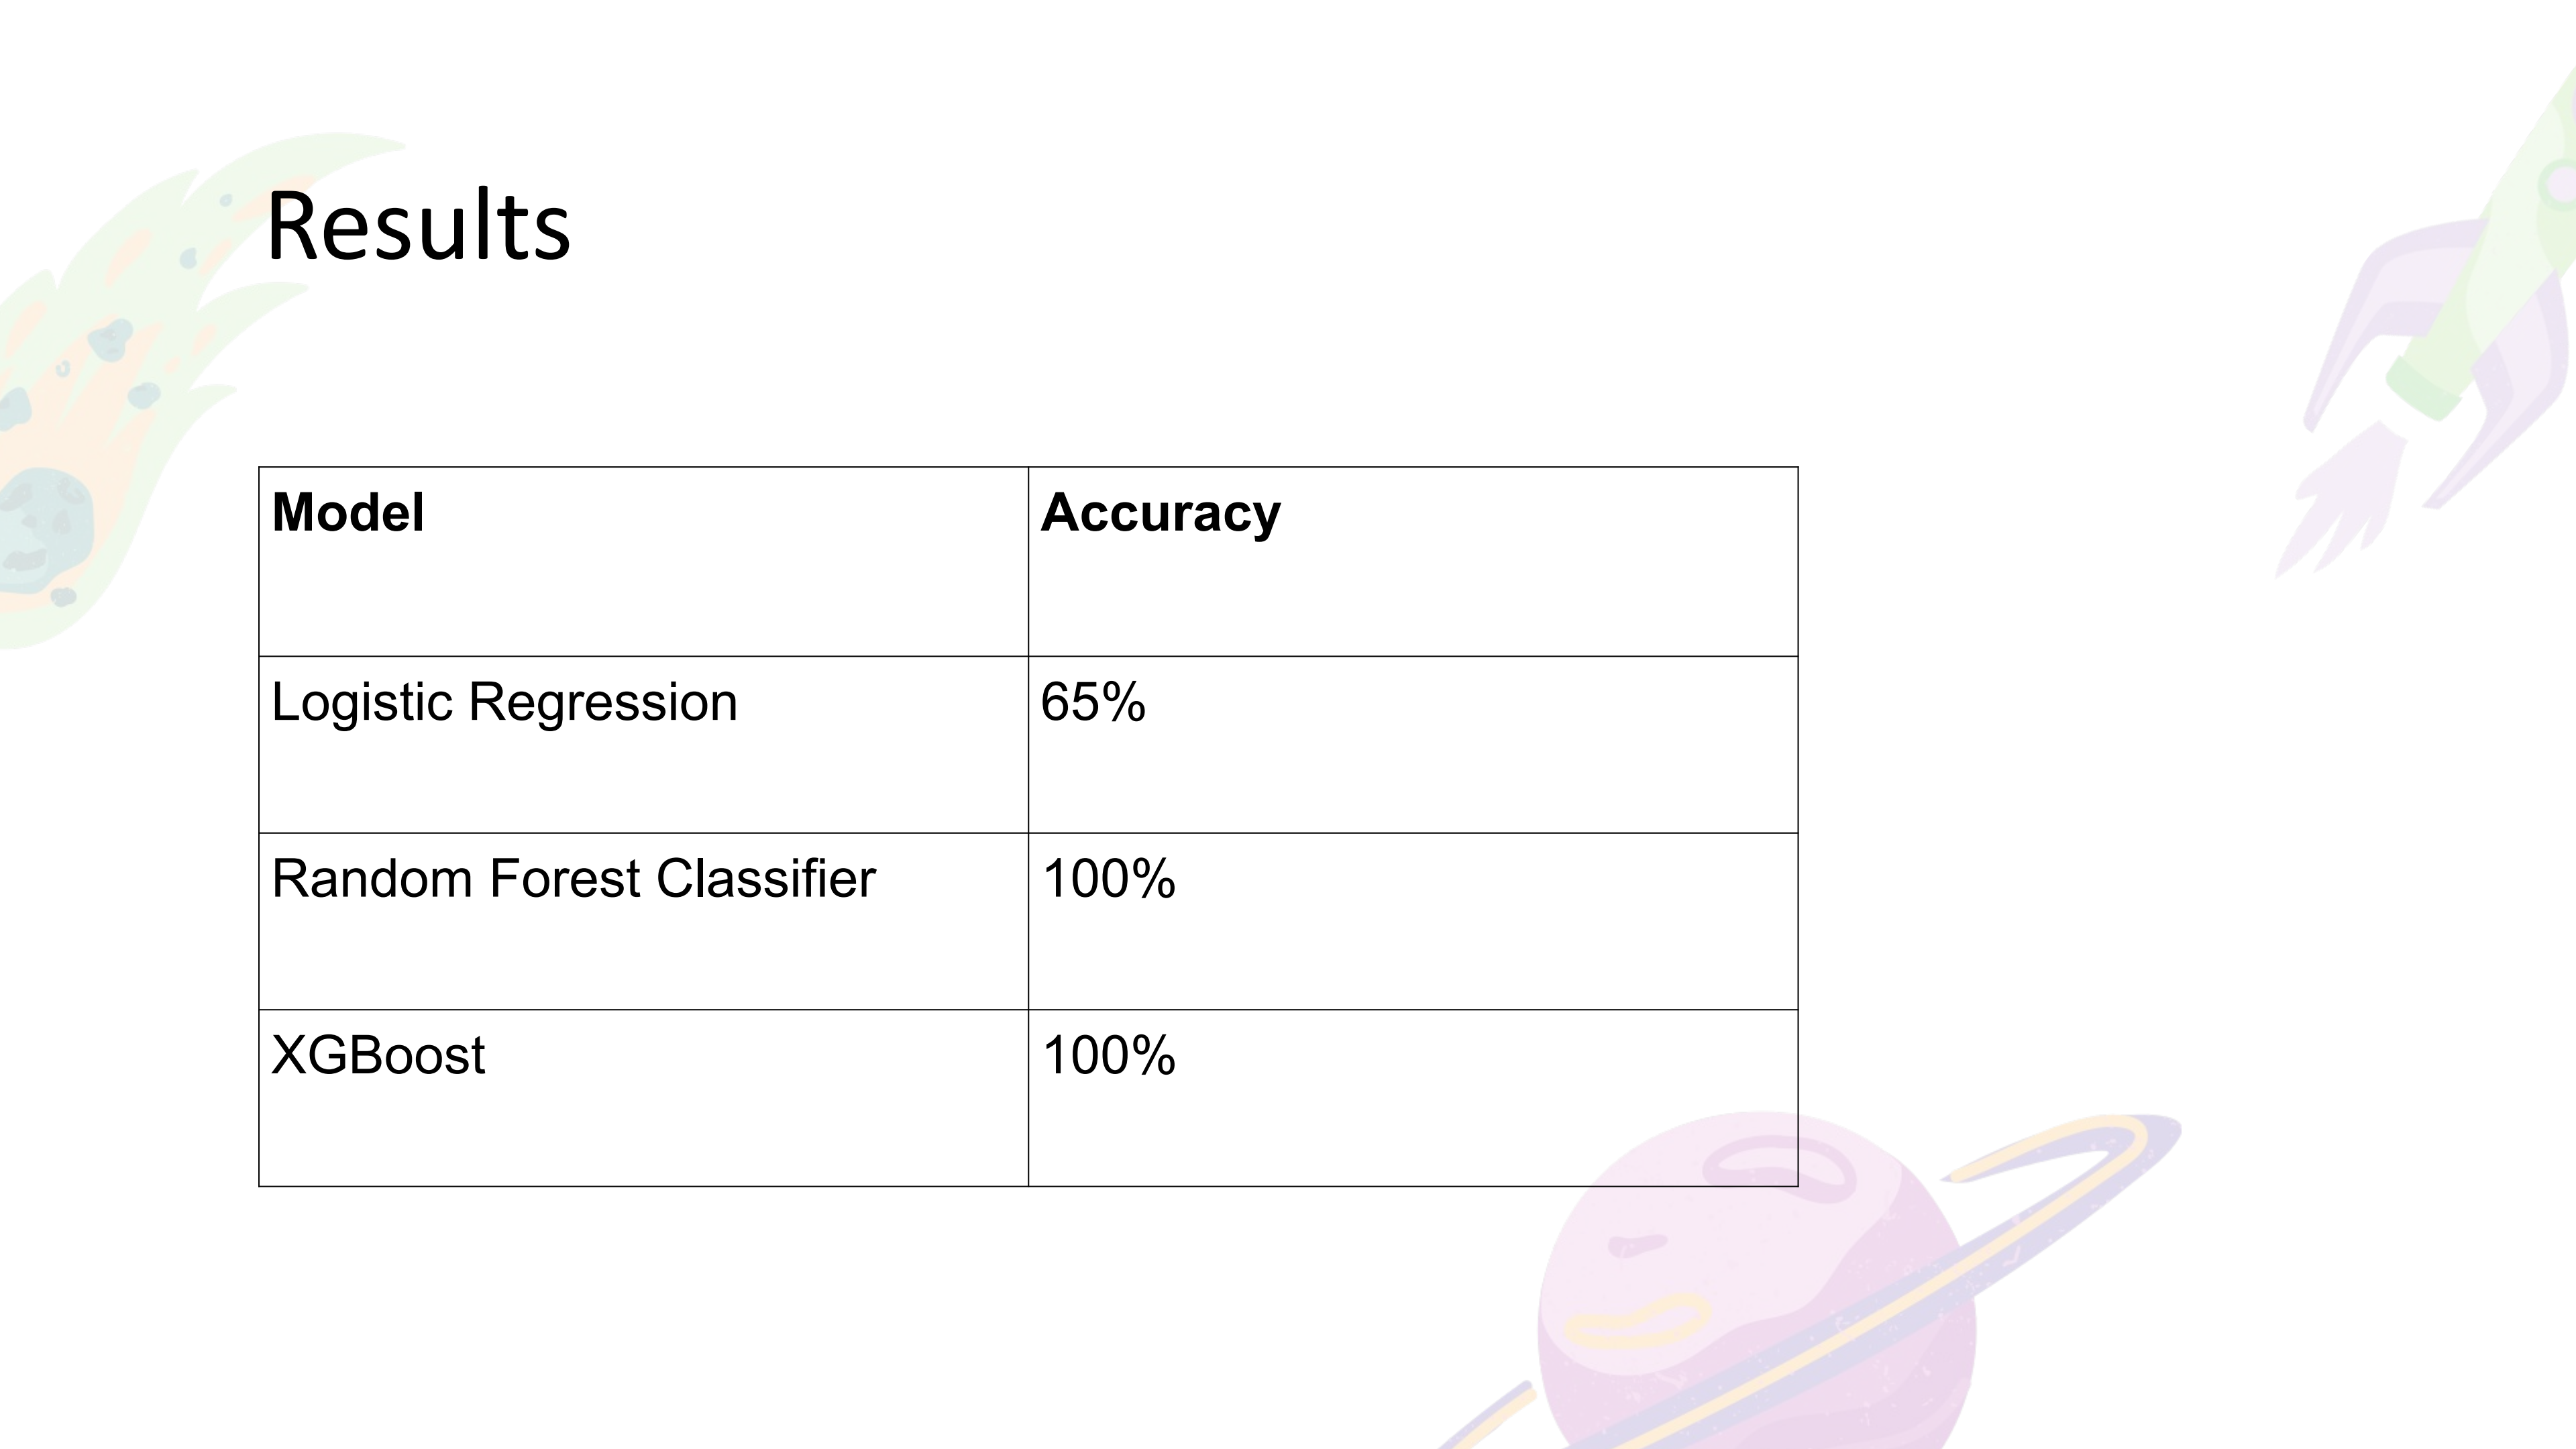 Results
Model Accuracy
Logistic Regression 65%
Random Forest Classifier 100%
XGBoost 100%